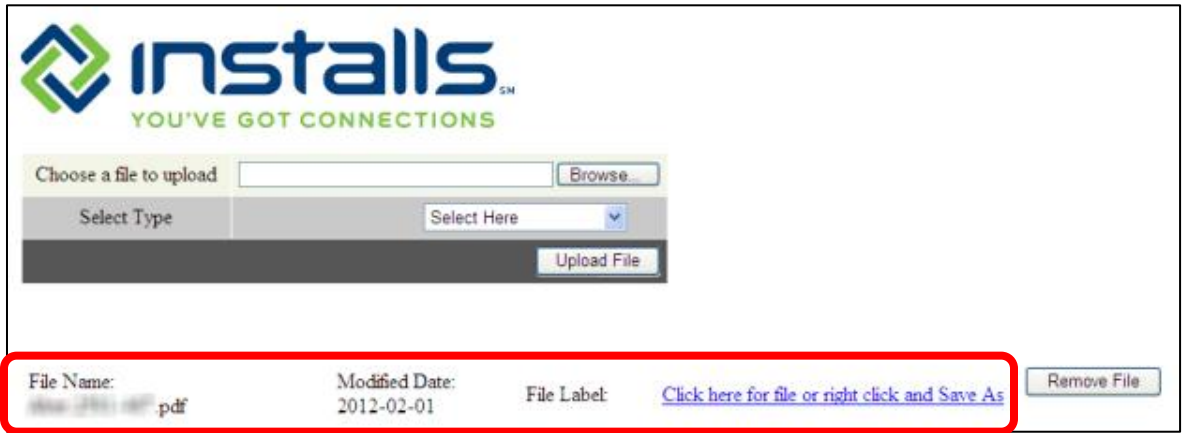 installs
SM
YOU'VE GOT CONNECTIONS
Choose a file to upload Browse...
Select Type Select Here
Upload File
File Name: Modified Date: File Label: Click here for file or right click and Save As Remove File
.pdf 2012-02-01